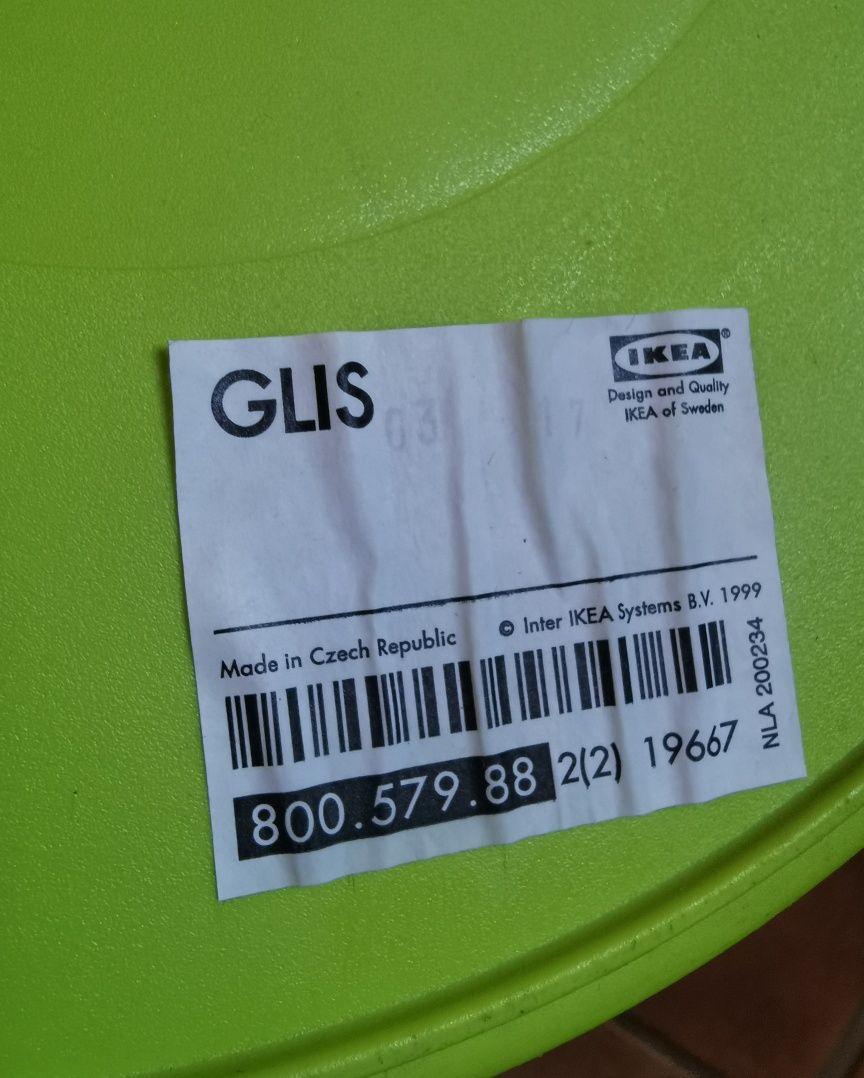 GLIS
IKEA®
Design and Quality
IKEA of Sweden
Made in Czech Republic © Inter IKEA Systems B.V. 1999
800.579.88 2(2) 19667
NLA 200234